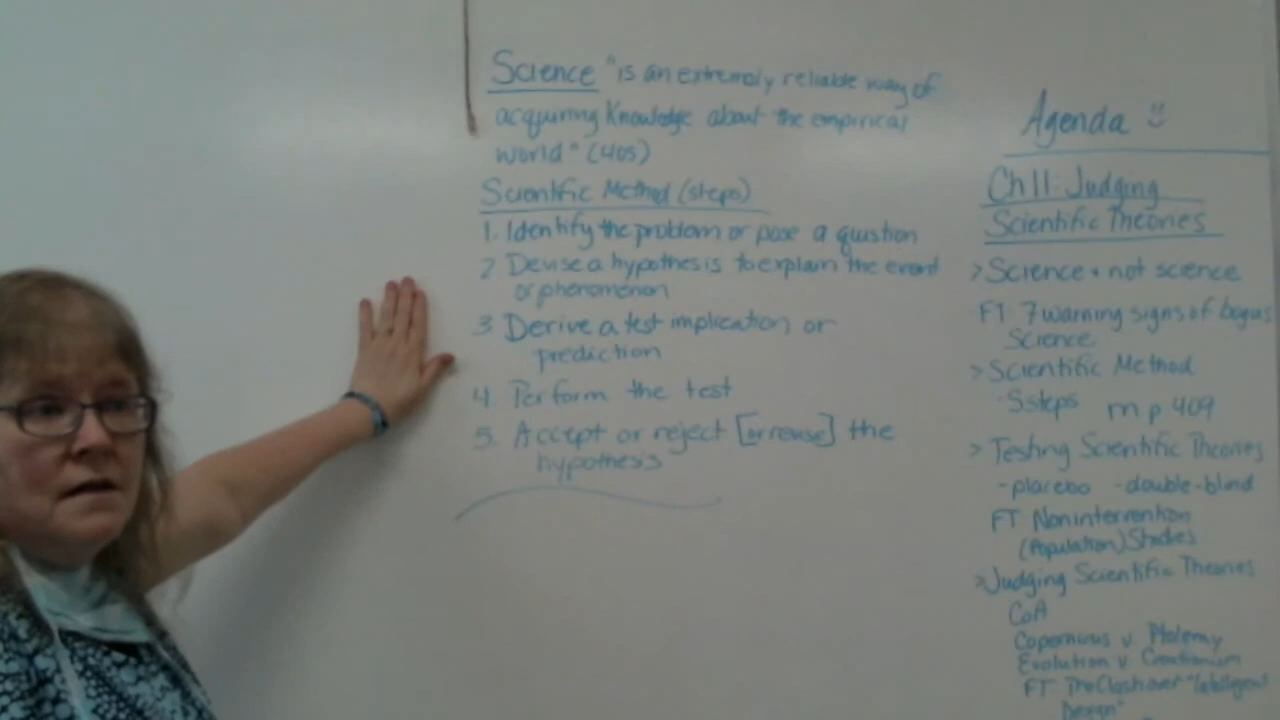 Science "is an extremely reliable way of
acquiring Knowledge about the empirical
world" (405)
Scientific Method (steps)
1. Identify the problem or pose a question
2 Devise a hypothesis to explain the event
or phenomenon
3 Derive a test implication or
prediction
4. Perform the test
5. Accept or reject [or revise] the
hypothesis
Agenda :)
Ch 11: Judging
Scientific Theories
> Science + not science
FT 7 warning signs of bogus
Science
> Scientific Method
- 5 steps m p 409
> Testing Scientific Theories
- placebo - double-blind
FT Nonintervention
(Population) Studies
> Judging Scientific Theories
CoA
Copernicus v. Ptolemy
Evolution v. Creationism
FT The Clash over "Intelligent
Design"